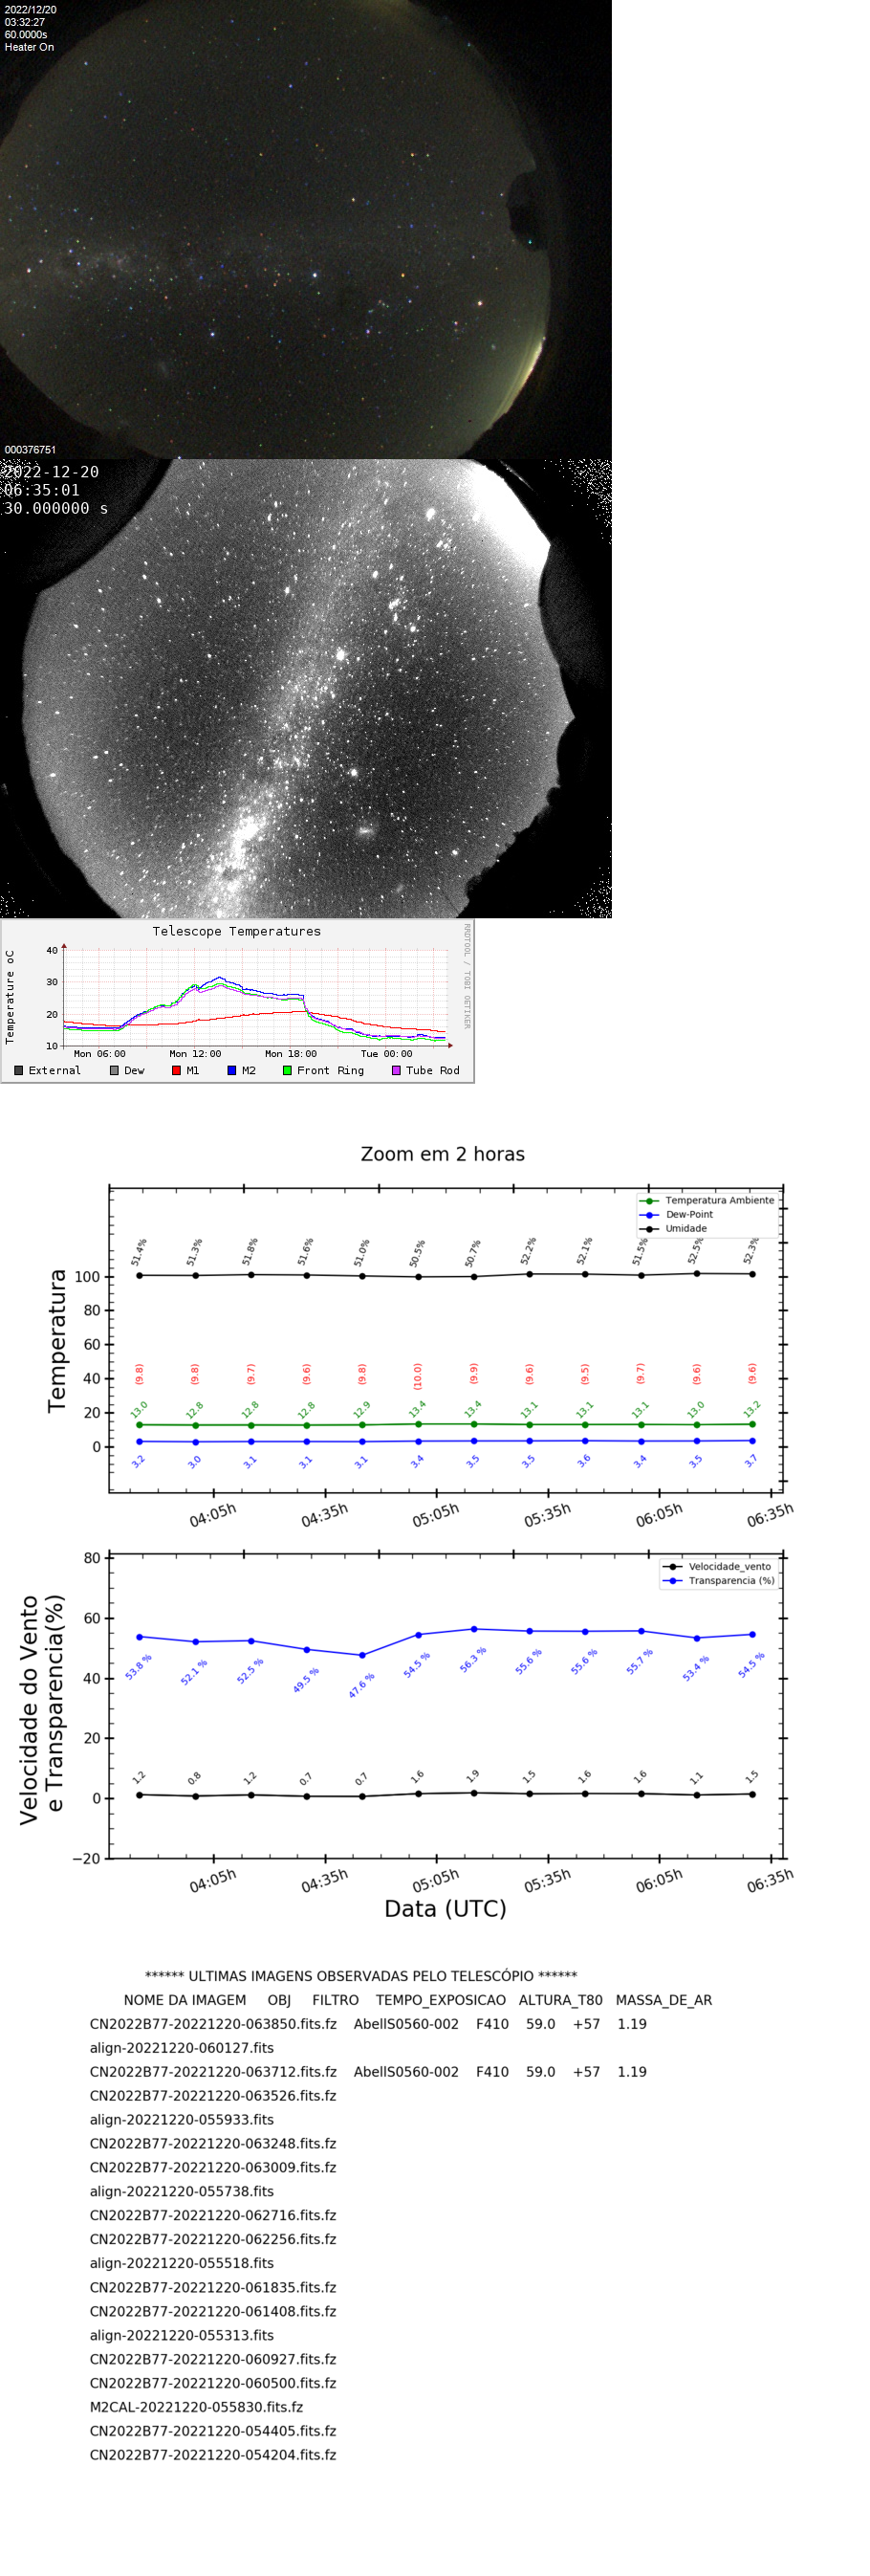 2022/12/20
03:32:27
60.0000s
Heater On
000376751
2022-12-20
06:35:01
30.000000 s
Telescope Temperatures
RRDTOOL / TOBI OETIKER
Temperature oC
40
30
20
10
Mon 06:00 Mon 12:00 Mon 18:00 Tue 00:00
External Dew M1 M2 Front Ring Tube Rod
Zoom em 2 horas
Temperatura Ambiente
Dew-Point
Umidade
Temperatura
100
80
60
40
20
0
51.4% 51.3% 51.8% 51.6% 51.0% 50.5% 50.7% 52.2% 52.1% 51.5% 52.5% 52.3%
(9.8) (9.8) (9.7) (9.6) (9.8) (10.0) (9.9) (9.6) (9.5) (9.7) (9.6) (9.6)
13.0 12.8 12.8 12.8 12.9 13.4 13.4 13.1 13.1 13.1 13.0 13.2
3.2 3.0 3.1 3.1 3.1 3.4 3.5 3.5 3.6 3.4 3.5 3.7
04:05h 04:35h 05:05h 05:35h 06:05h 06:35h
Velocidade_vento
Transparencia (%)
Velocidade do Vento
e Transparencia(%)
80
60
40
20
0
−20
53.8 % 52.1 % 52.5 % 49.5 % 47.6 % 54.5 % 56.3 % 55.6 % 55.6 % 55.7 % 53.4 % 54.5 %
1.2 0.8 1.2 0.7 0.7 1.6 1.9 1.5 1.6 1.6 1.1 1.5
04:05h 04:35h 05:05h 05:35h 06:05h 06:35h
Data (UTC)
****** ULTIMAS IMAGENS OBSERVADAS PELO TELESCÓPIO ******
NOME DA IMAGEM OBJ FILTRO TEMPO_EXPOSICAO ALTURA_T80 MASSA_DE_AR
CN2022B77-20221220-063850.fits.fz AbellS0560-002 F410 59.0 +57 1.19
align-20221220-060127.fits
CN2022B77-20221220-063712.fits.fz AbellS0560-002 F410 59.0 +57 1.19
CN2022B77-20221220-063526.fits.fz
align-20221220-055933.fits
CN2022B77-20221220-063248.fits.fz
CN2022B77-20221220-063009.fits.fz
align-20221220-055738.fits
CN2022B77-20221220-062716.fits.fz
CN2022B77-20221220-062256.fits.fz
align-20221220-055518.fits
CN2022B77-20221220-061835.fits.fz
CN2022B77-20221220-061408.fits.fz
align-20221220-055313.fits
CN2022B77-20221220-060927.fits.fz
CN2022B77-20221220-060500.fits.fz
M2CAL-20221220-055830.fits.fz
CN2022B77-20221220-054405.fits.fz
CN2022B77-20221220-054204.fits.fz